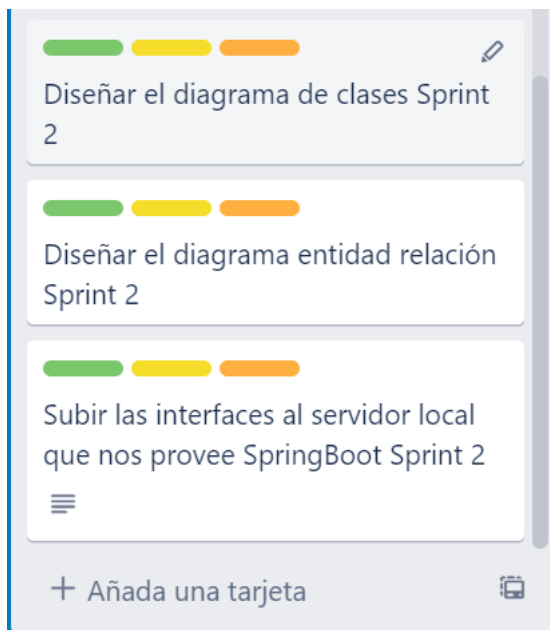 Diseñar el diagrama de clases Sprint
2
Diseñar el diagrama entidad relación
Sprint 2
Subir las interfaces al servidor local
que nos provee SpringBoot Sprint 2
+ Añada una tarjeta